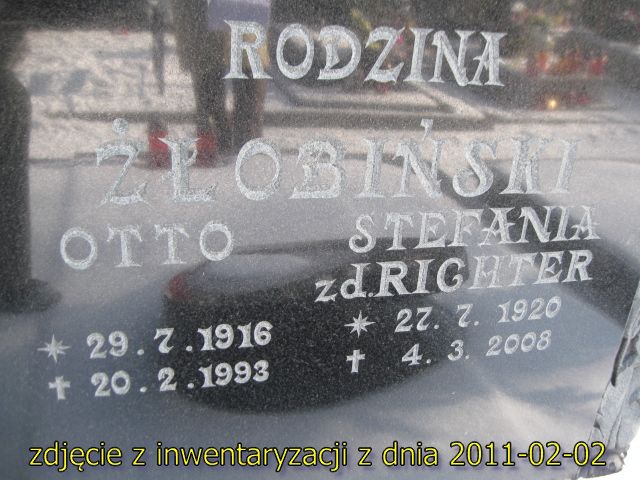 RODZINA
ŻŁOBIŃSKI
OTTO
* 29.7.1916
† 20.2.1993
STEFANIA
zd.RICHTER
* 27.7.1920
† 4.3.2008
zdjęcie z inwentaryzacji z dnia 2011-02-02